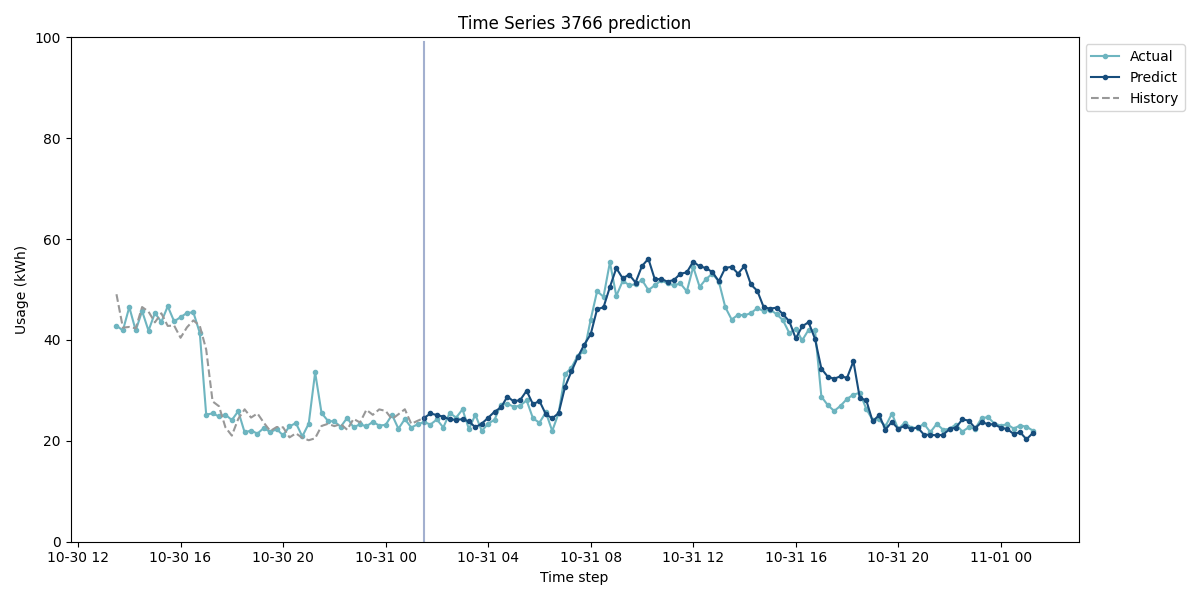 Time Series 3766 prediction
Actual
Predict
History
Usage (kWh)
100
80
60
40
20
0
10-30 12
10-30 16
10-30 20
10-31 00
10-31 04
10-31 08
10-31 12
10-31 16
10-31 20
11-01 00
Time step